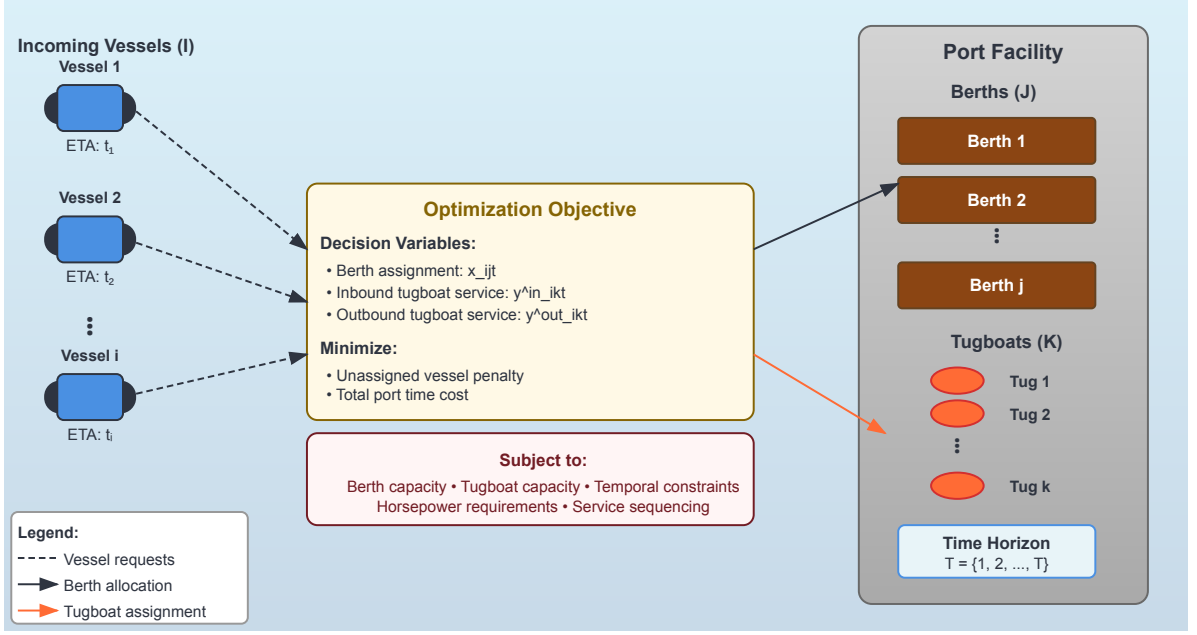 Incoming Vessels (I)
Vessel 1
ETA: t₁
Vessel 2
ETA: t₂
⋮
Vessel i
ETA: tᵢ
Optimization Objective
Decision Variables:
• Berth assignment: x_ijt
• Inbound tugboat service: y^in_ikt
• Outbound tugboat service: y^out_ikt
Minimize:
• Unassigned vessel penalty
• Total port time cost
Subject to:
Berth capacity • Tugboat capacity • Temporal constraints
Horsepower requirements • Service sequencing
Port Facility
Berths (J)
Berth 1
Berth 2
⋮
Berth j
Tugboats (K)
Tug 1
Tug 2
⋮
Tug k
Time Horizon
T = {1, 2, ..., T}
Legend:
Vessel requests
Berth allocation
Tugboat assignment